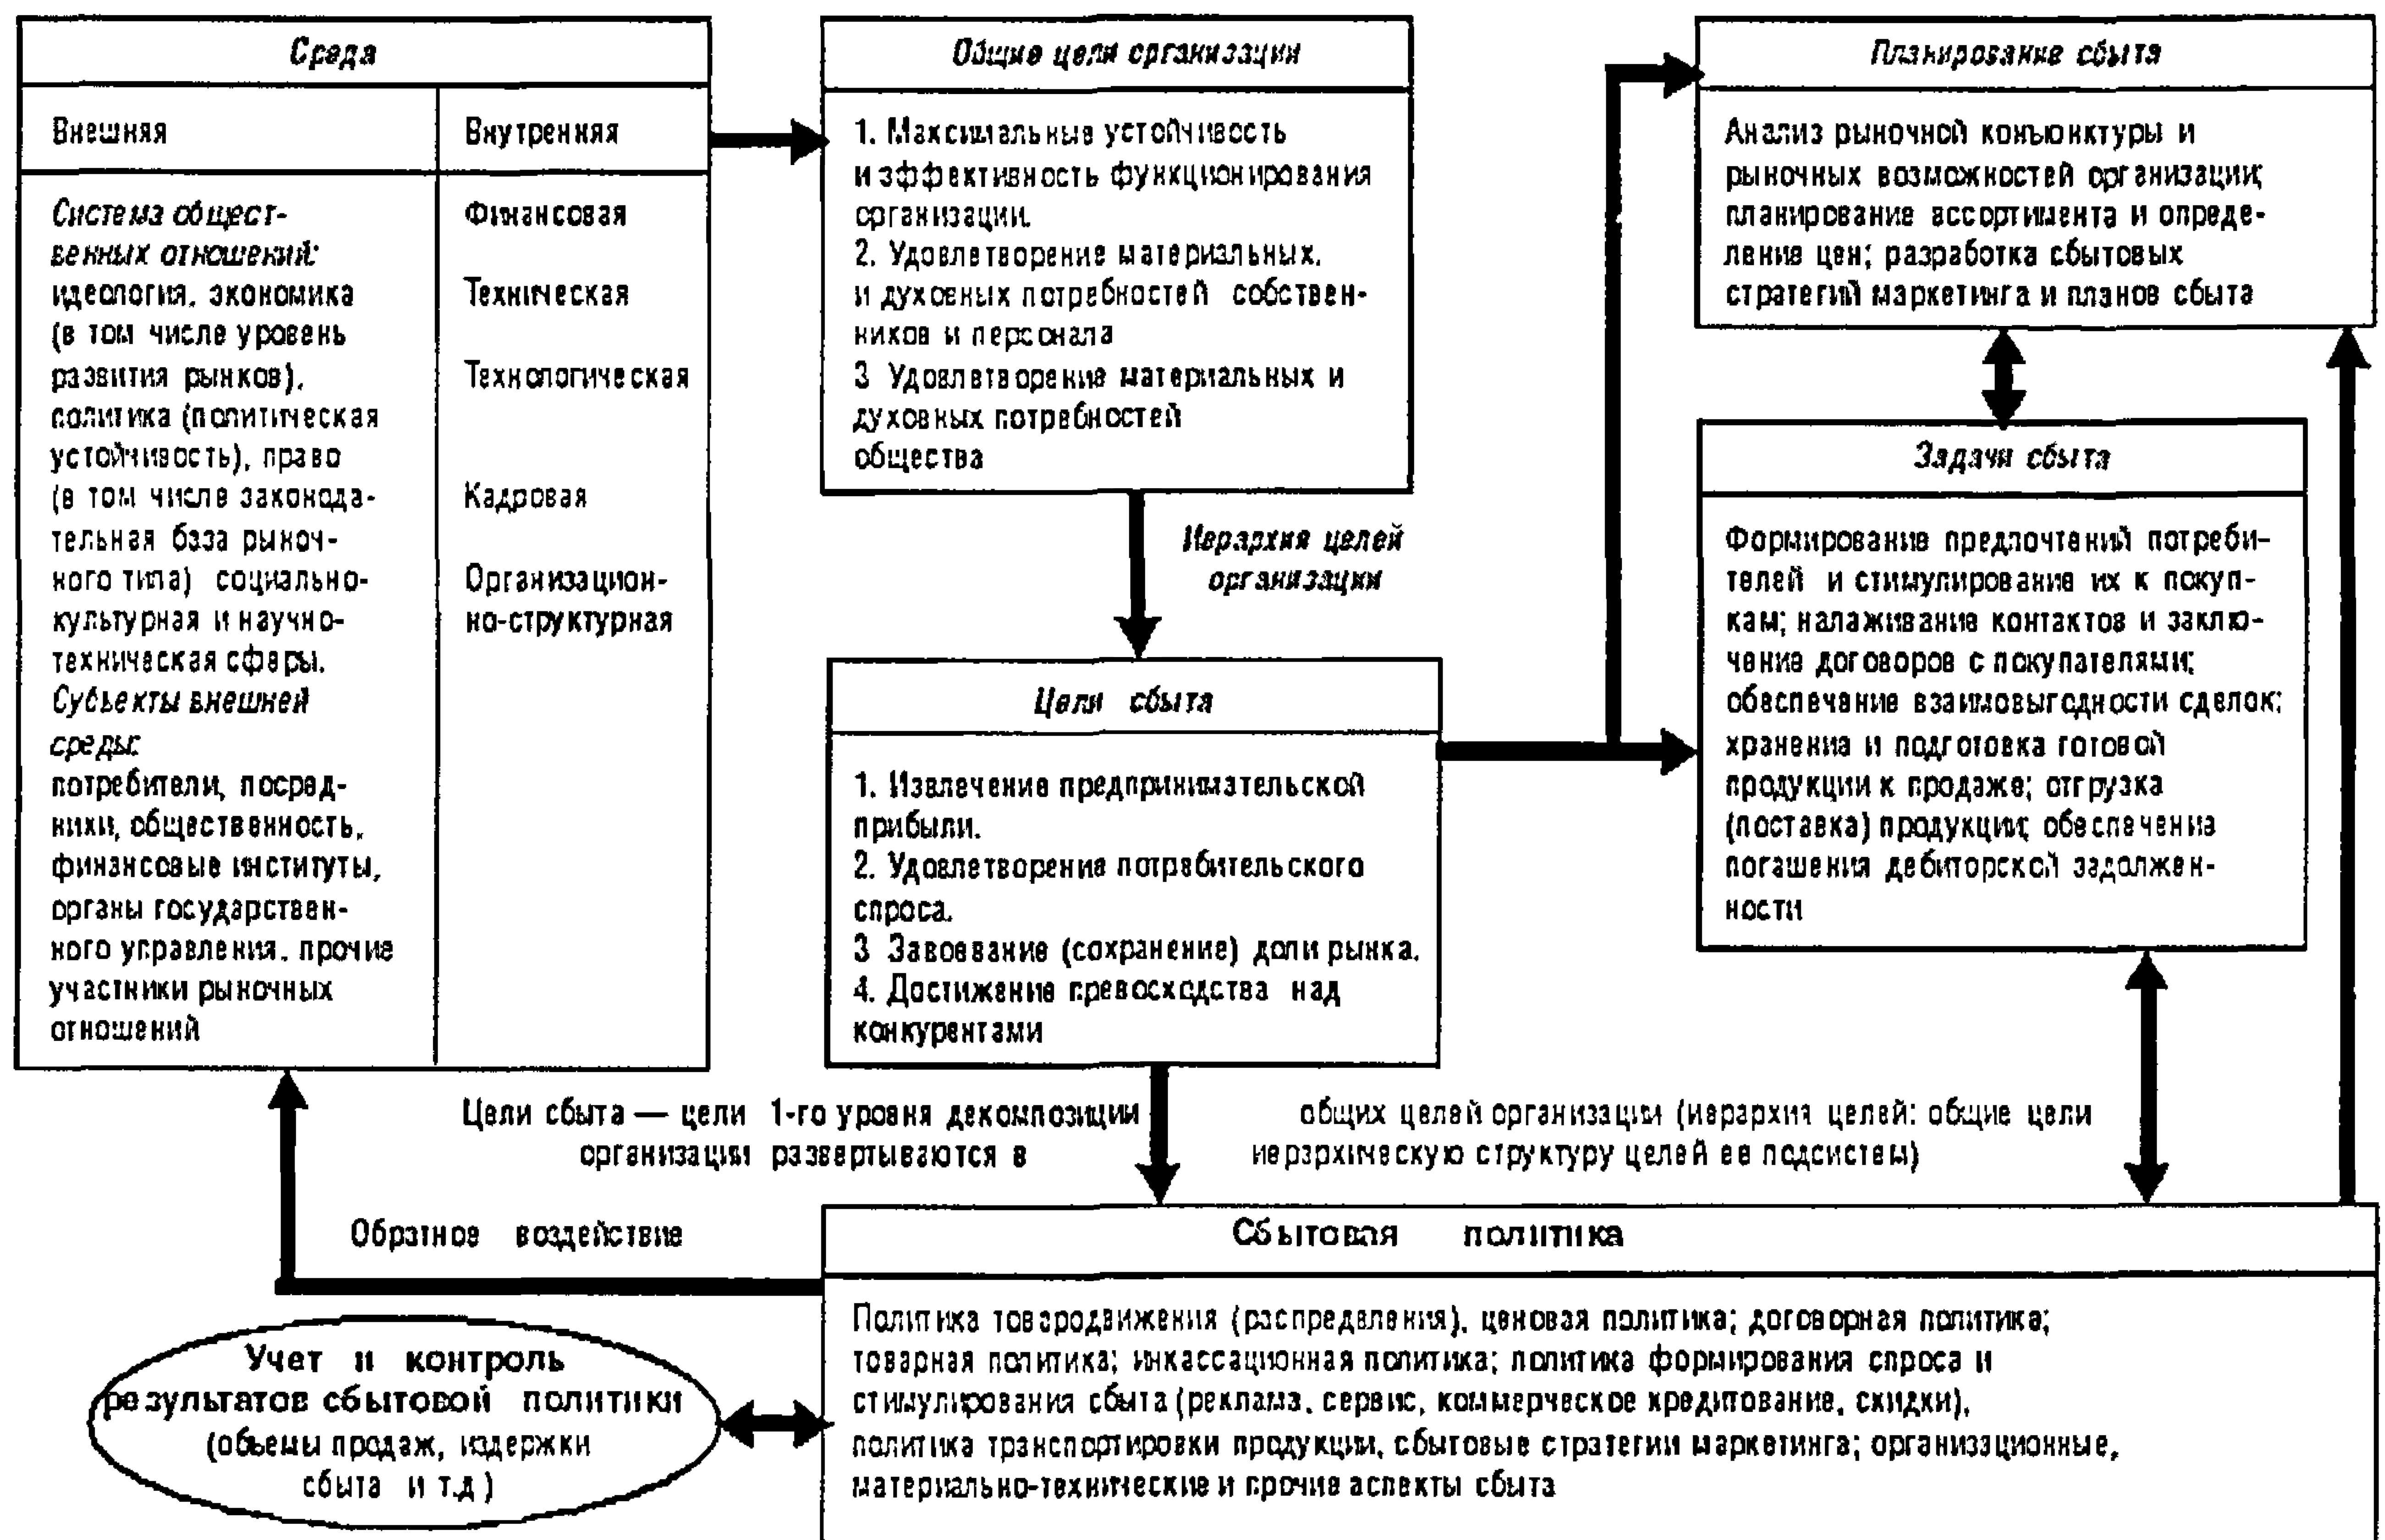 Среда
Внешняя
Система общест-
венных отношений:
идеология, экономика
(в том числе уровень
развития рынков),
политика (политическая
устойчивость), право
(в том числе законода-
тельная база рыноч-
ного типа) социально-
культурная и научно-
техническая сферы.
Субъекты внешней
среды:
потребители, посред-
ники, общественность,
финансовые институты,
органы государствен-
ного управления, прочие
участники рыночных
отношений
Внутренняя
Финансовая
Техническая
Технологическая
Кадровая
Организацион-
но-структурная
Общие цели организации
1. Максимальные устойчивость
и эффективность функционирования
организации.
2. Удовлетворение материальных,
и духовных потребностей собствен-
ников и персонала
3 Удовлетворение материальных и
духовных потребностей
общества
Иерархия целей
организации
Цели сбыта
1. Извлечение предпринимательской
прибыли.
2. Удовлетворение потребительского
спроса.
3 Завоевание (сохранение) доли рынка.
4. Достижение превосходства над
конкурентами
Планирование сбыта
Анализ рыночной конъюнктуры и
рыночных возможностей организации;
планирование ассортимента и опреде-
ление цен; разработка сбытовых
стратегий маркетинга и планов сбыта
Задачи сбыта
Формирование предпочтений потреби-
телей и стимулирование их к покуп-
кам; налаживание контактов и заклю-
чение договоров с покупателями;
обеспечение взаимовыгодности сделок;
хранения и подготовка готовой
продукции к продаже; отгрузка
(поставка) продукции; обеспечения
погашения дебиторской задолжен-
ности
Цели сбыта — цели 1-го уровня декомпозиции общих целей организации (иерархия целей: общие цели
организации развертываются в иерархическую структуру целей ее подсистем)
Обратное воздействие
Сбытовая политика
Политика товародвижения (распределения), ценовая политика; договорная политика;
товарная политика; инкассационная политика; политика формирования спроса и
стимулирования сбыта (реклама, сервис, коммерческое кредитование, скидки),
политика транспортировки продукции, сбытовые стратегии маркетинга; организационные,
материально-технические и прочие аспекты сбыта
Учет и контроль
результатов сбытовой политики
(объемы продаж, издержки
сбыта и т.д)